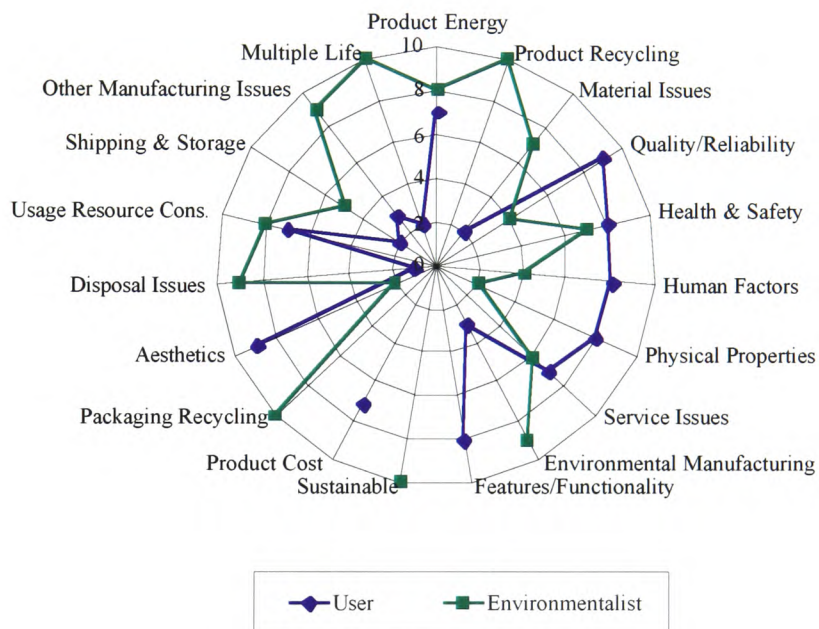 Product Energy
10
Multiple Life
Product Recycling
Other Manufacturing Issues
8
Material Issues
Shipping & Storage
6
Quality/Reliability
4
Usage Resource Cons.
2
Health & Safety
0
Disposal Issues
Human Factors
Aesthetics
Physical Properties
Packaging Recycling
Service Issues
Product Cost
Environmental Manufacturing
Sustainable
Features/Functionality
User
Environmentalist